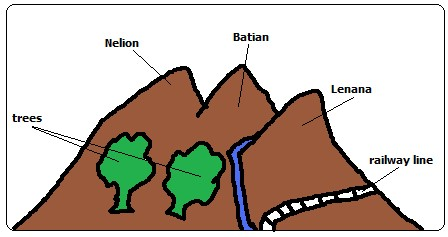 Batian
Nelion
Lenana
trees
railway line